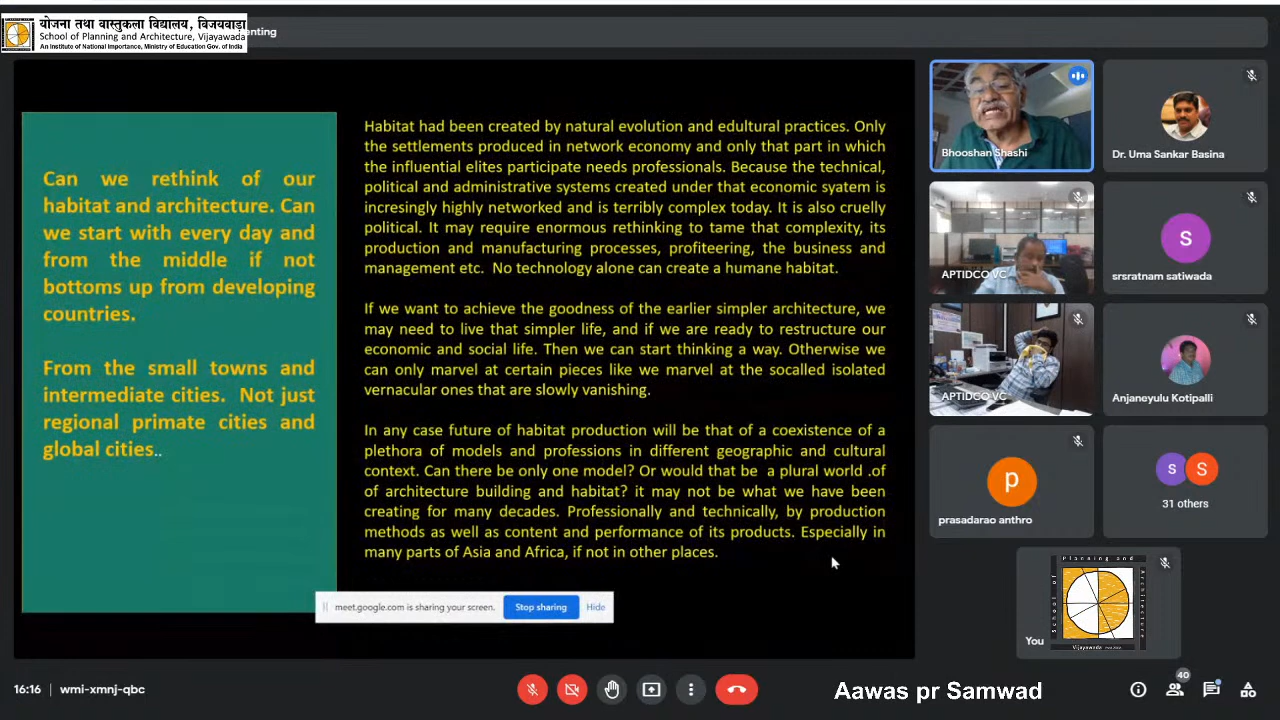 योजना तथा वास्तुकला विद्यालय, विजयवाड़ा
School of Planning and Architecture, Vijayawada
An Institute of National Importance, Ministry of Education Gov. of India
enting
Can we rethink of our
habitat and architecture. Can
we start with every day and
from the middle if not
bottoms up from developing
countries.
From the small towns and
intermediate cities. Not just
regional primate cities and
global cities..
Habitat had been created by natural evolution and edultural practices. Only
the settlements produced in network economy and only that part in which
the influential elites participate needs professionals. Because the technical,
political and administrative systems created under that economic syatem is
incresingly highly networked and is terribly complex today. It is also cruelly
political. It may require enormous rethinking to tame that complexity, its
production and manufacturing processes, profiteering, the business and
management etc. No technology alone can create a humane habitat.
If we want to achieve the goodness of the earlier simpler architecture, we
may need to live that simpler life, and if we are ready to restructure our
economic and social life. Then we can start thinking a way. Otherwise we
can only marvel at certain pieces like we marvel at the socalled isolated
vernacular ones that are slowly vanishing.
In any case future of habitat production will be that of a coexistence of a
plethora of models and professions in different geographic and cultural
context. Can there be only one model? Or would that be a plural world .of
of architecture building and habitat? it may not be what we have been
creating for many decades. Professionally and technically, by production
methods as well as content and performance of its products. Especially in
many parts of Asia and Africa, if not in other places.
meet.google.com is sharing your screen.
Stop sharing
Hide
Bhooshan Shashi
Dr. Uma Sankar Basina
APTIDCO VC
S
srsratnam satiwada
APTIDCO VC
Anjaneyulu Kotipalli
p
prasadarao anthro
s
S
31 others
Planning and
School of
Architecture
Vijayawada
You
16:16
wmi-xmnj-qbc
Aawas pr Samwad
40